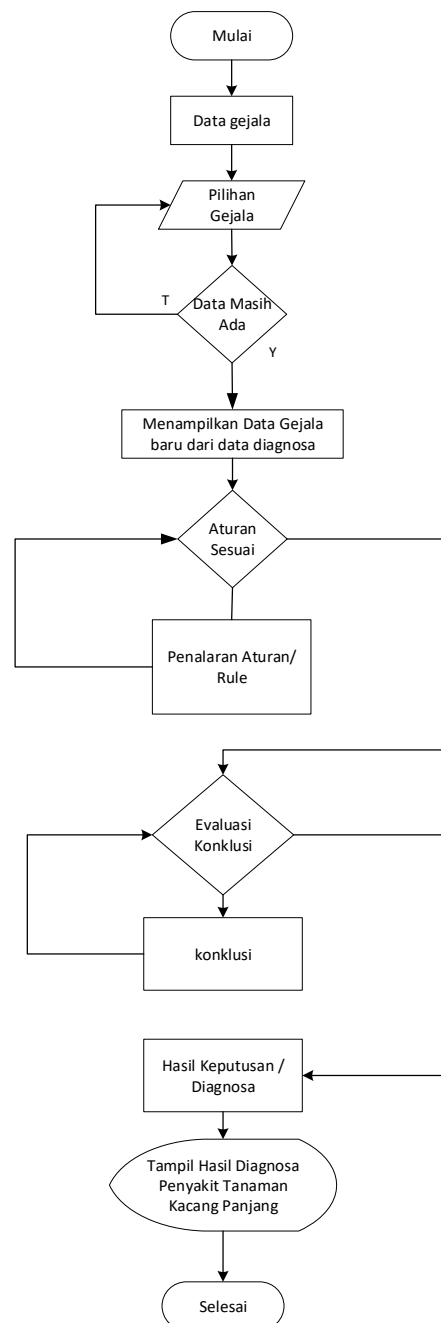 Mulai
Data gejala
Pilihan
Gejala
T
Data Masih
Ada
Y
Menampilkan Data Gejala
baru dari data diagnosa
Aturan
Sesuai
Penalaran Aturan/
Rule
Evaluasi
Konklusi
konklusi
Hasil Keputusan /
Diagnosa
Tampil Hasil Diagnosa
Penyakit Tanaman
Kacang Panjang
Selesai